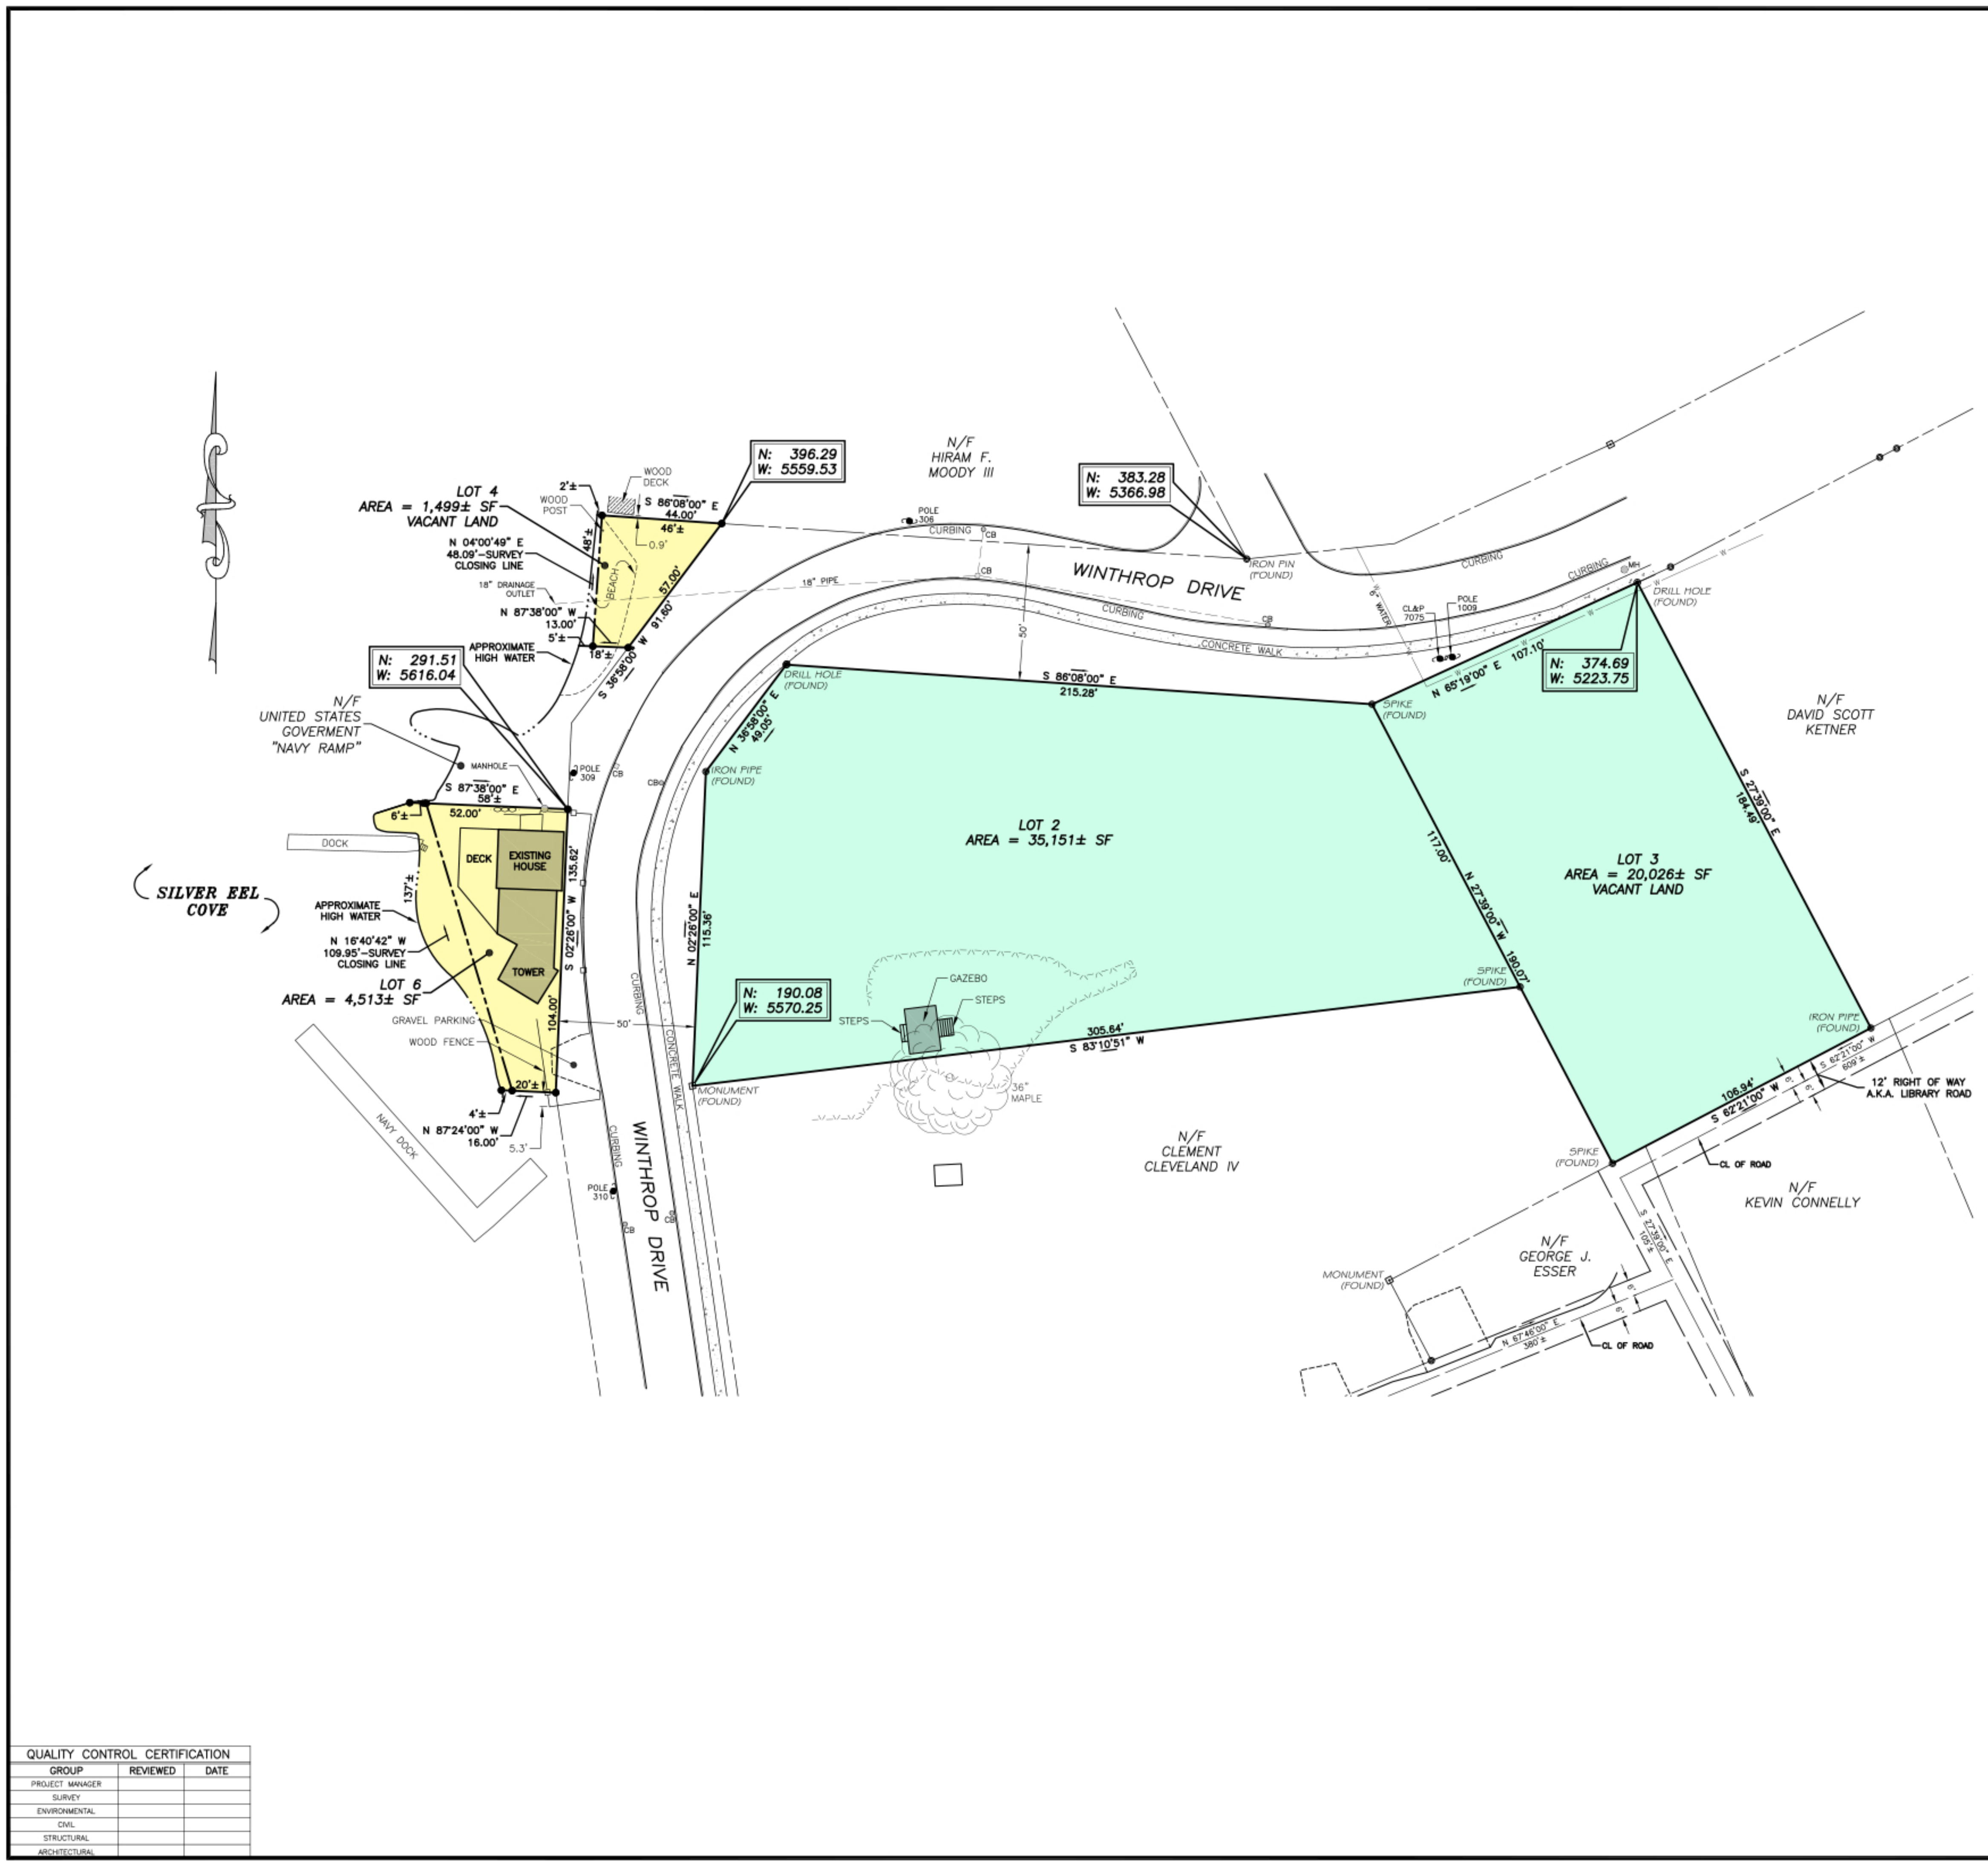 N/F
HIRAM F.
MOODY III
N: 396.29
W: 5559.53
N: 383.28
W: 5366.98
WOOD
DECK
2'±
WOOD
POST
S 86°08'00" E
44.00'
46'±
0.9'
LOT 4
AREA = 1,499± SF
VACANT LAND
48'±
N 04°00'49" E
48.09'-SURVEY
CLOSING LINE
BEACH
57.00'
18" DRAINAGE
OUTLET
N 87°38'00" W
13.00'
5'±
18'±
S 36°58'00" W 91.60'
APPROXIMATE
HIGH WATER
POLE
306
CURBING
CB
CB
18" PIPE
50'
WINTHROP DRIVE
CURBING
CB
CONCRETE WALK
IRON PIN
(FOUND)
CURBING
CURBING
MH
W
W
6" WATER
CL&P
7075
POLE
1009
DRILL HOLE
(FOUND)
W
W
W
W
N 65°19'00" E 107.10'
N: 374.69
W: 5223.75
N: 291.51
W: 5616.04
N/F
UNITED STATES
GOVERMENT
"NAVY RAMP"
MANHOLE
POLE
309
CB
CB
DRILL HOLE
(FOUND)
N 36°58'00" E
49.05'
IRON PIPE
(FOUND)
S 86°08'00" E
215.28'
SPIKE
(FOUND)
N/F
DAVID SCOTT
KETNER
S 27°39'00" E
184.49'
S 87°38'00" E
58'±
52.00'
6'±
DOCK
DECK
EXISTING
HOUSE
S 02°26'00" W 135.62'
104.00'
137'±
SILVER EEL
COVE
APPROXIMATE
HIGH WATER
N 16°40'42" W
109.95'-SURVEY
CLOSING LINE
TOWER
LOT 6
AREA = 4,513± SF
GRAVEL PARKING
WOOD FENCE
50'
20'±
4'±
N 87°24'00" W
16.00'
5.3'
NAVY DOCK
N 02°26'00" E
115.36'
LOT 2
AREA = 35,151± SF
117.00'
N 27°39'00" W 190.07'
LOT 3
AREA = 20,026± SF
VACANT LAND
N: 190.08
W: 5570.25
GAZEBO
STEPS
STEPS
SPIKE
(FOUND)
305.64'
S 83°10'51" W
36"
MAPLE
MONUMENT
(FOUND)
CURBING
CONCRETE WALK
CURBING
WINTHROP DRIVE
POLE
310
CB
CB
IRON PIPE
(FOUND)
S 62°21'00" W
609'±
6'
6'
12' RIGHT OF WAY
A.K.A. LIBRARY ROAD
106.94'
S 62°21'00" W
N/F
CLEMENT
CLEVELAND IV
SPIKE
(FOUND)
CL OF ROAD
N/F
KEVIN CONNELLY
S 27°39'00" E
105'±
N/F
GEORGE J.
ESSER
MONUMENT
(FOUND)
6'
6'
N 67°46'00" E
380'±
CL OF ROAD
QUALITY CONTROL CERTIFICATION
GROUP REVIEWED DATE
PROJECT MANAGER
SURVEY
ENVIRONMENTAL
CIVIL
STRUCTURAL
ARCHITECTURAL